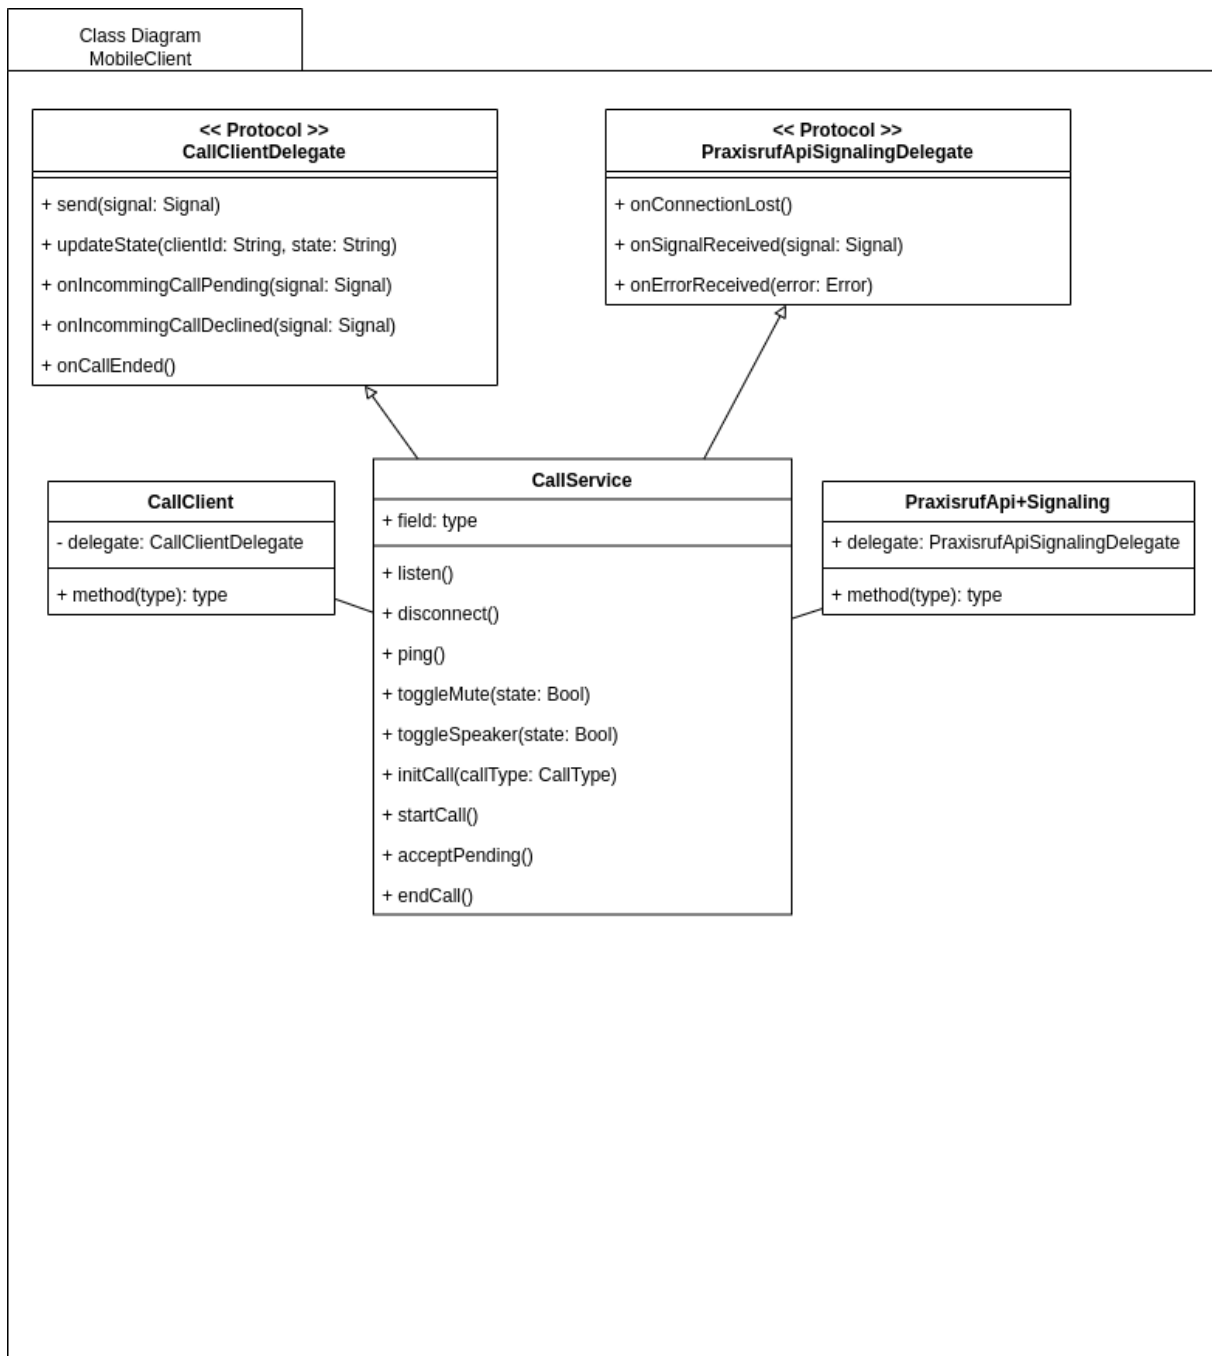 Class Diagram
MobileClient
<< Protocol >>
CallClientDelegate
+ send(signal: Signal)
+ updateState(clientId: String, state: String)
+ onIncommingCallPending(signal: Signal)
+ onIncommingCallDeclined(signal: Signal)
+ onCallEnded()
<< Protocol >>
PraxisrufApiSignalingDelegate
+ onConnectionLost()
+ onSignalReceived(signal: Signal)
+ onErrorReceived(error: Error)
CallClient
- delegate: CallClientDelegate
+ method(type): type
CallService
+ field: type
+ listen()
+ disconnect()
+ ping()
+ toggleMute(state: Bool)
+ toggleSpeaker(state: Bool)
+ initCall(callType: CallType)
+ startCall()
+ acceptPending()
+ endCall()
PraxisrufApi+Signaling
+ delegate: PraxisrufApiSignalingDelegate
+ method(type): type